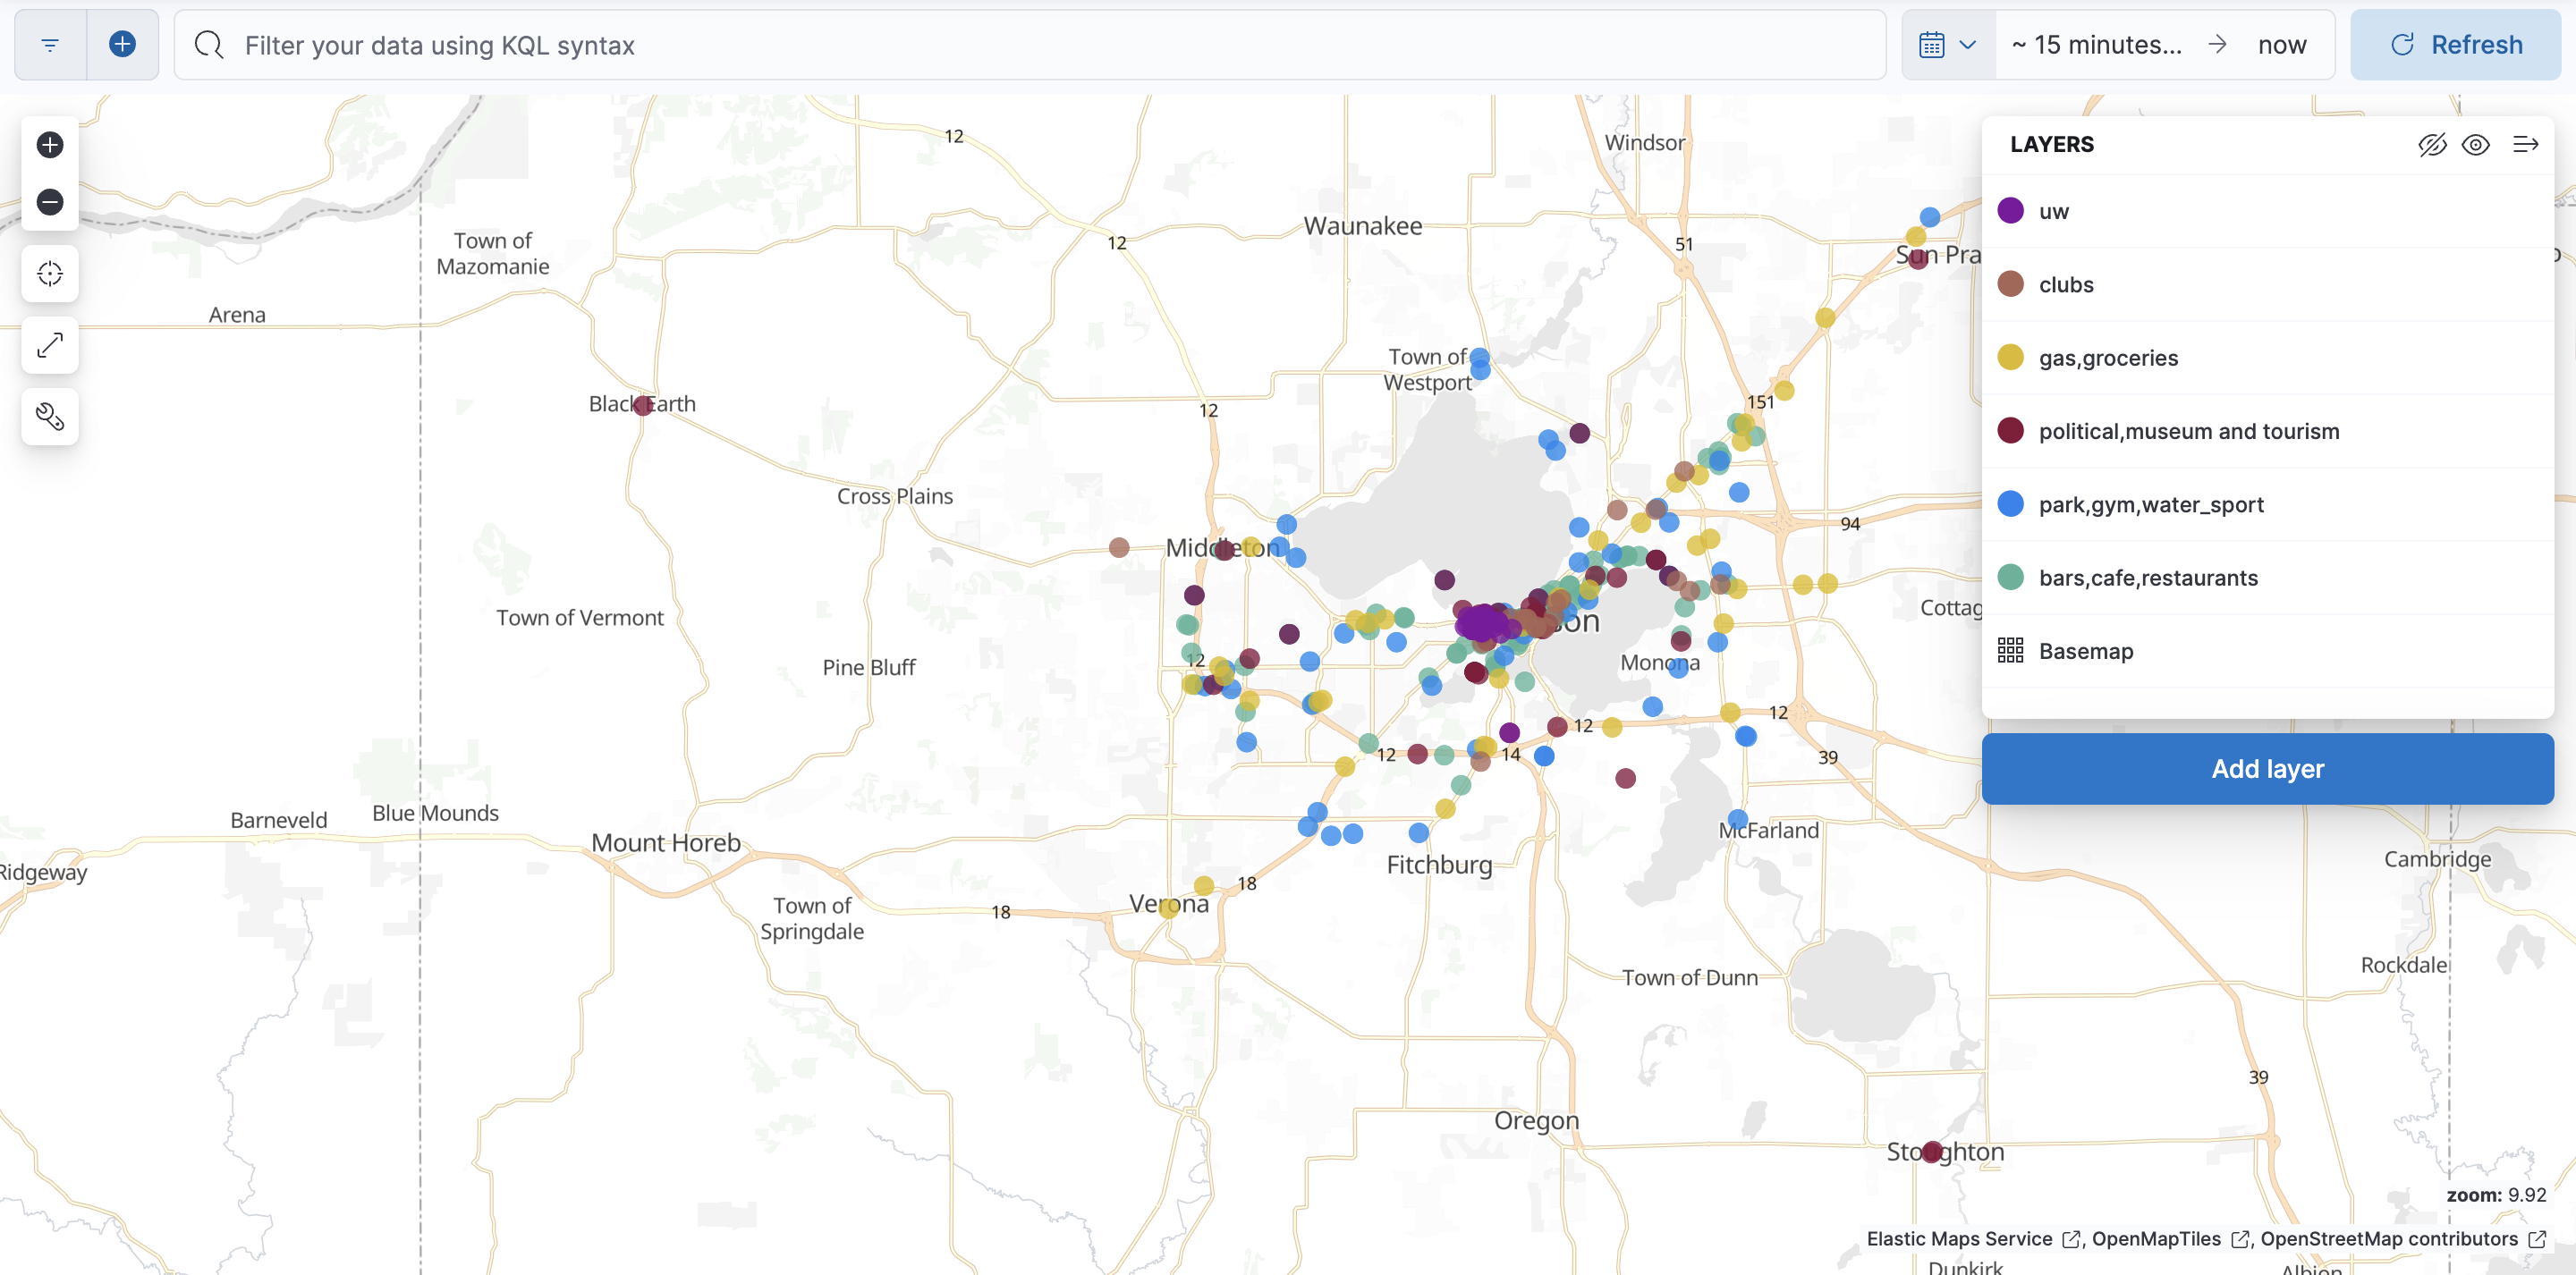 Filter your data using KQL syntax
~ 15 minutes... → now
Refresh
LAYERS
uw
clubs
gas,groceries
political,museum and tourism
park,gym,water_sport
bars,cafe,restaurants
Basemap
Add layer
12
Windsor
Waunakee
12
51
Town of
Mazomanie
Sun Pra
Arena
Town of
Westport
Black Earth
12
151
Cross Plains
94
Middleton
Cottag
Town of Vermont
son
12
Pine Bluff
Monona
12
12
12
14
39
Barneveld
Blue Mounds
McFarland
Mount Horeb
Cambridge
Ridgeway
Fitchburg
18
Verona
18
Town of
Springdale
Rockdale
Town of Dunn
39
Oregon
Stoughton
zoom: 9.92
Elastic Maps Service , OpenMapTiles , OpenStreetMap contributors
Dunkirk
Albion